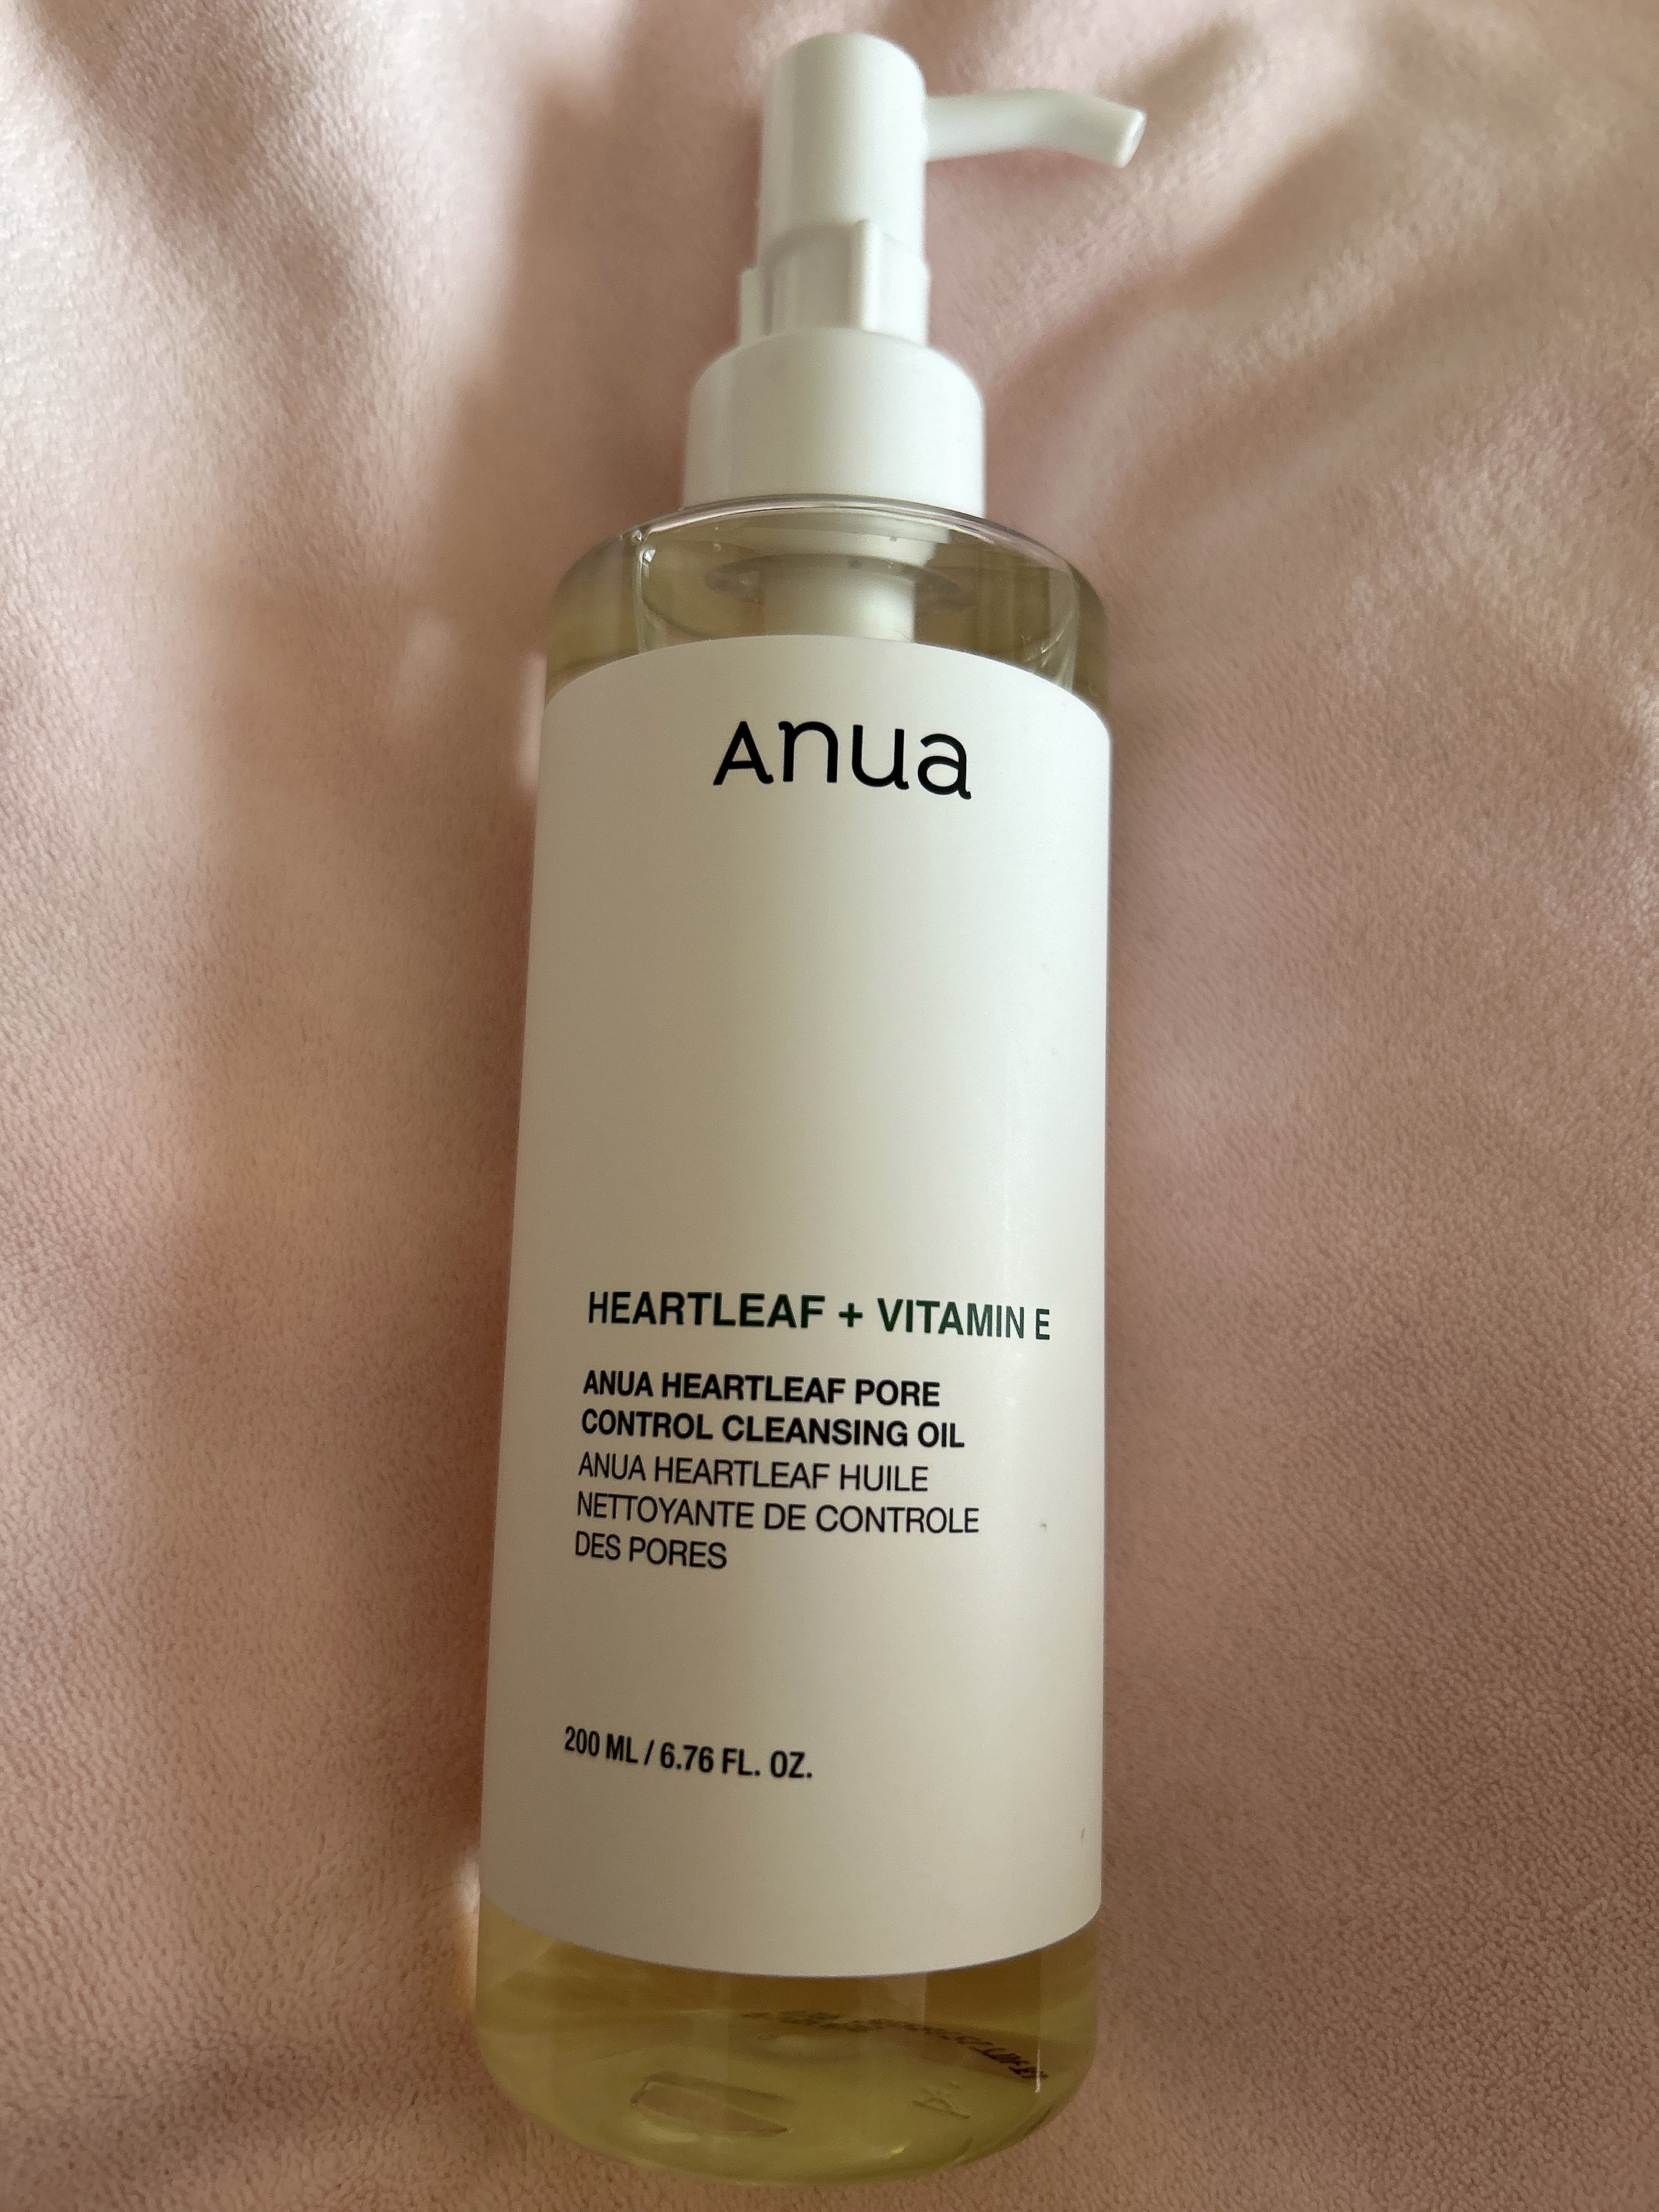 Anua
HEARTLEAF + VITAMIN E
ANUA HEARTLEAF PORE
CONTROL CLEANSING OIL
ANUA HEARTLEAF HUILE
NETTOYANTE DE CONTROLE
DES PORES
200 ML / 6.76 FL. OZ.